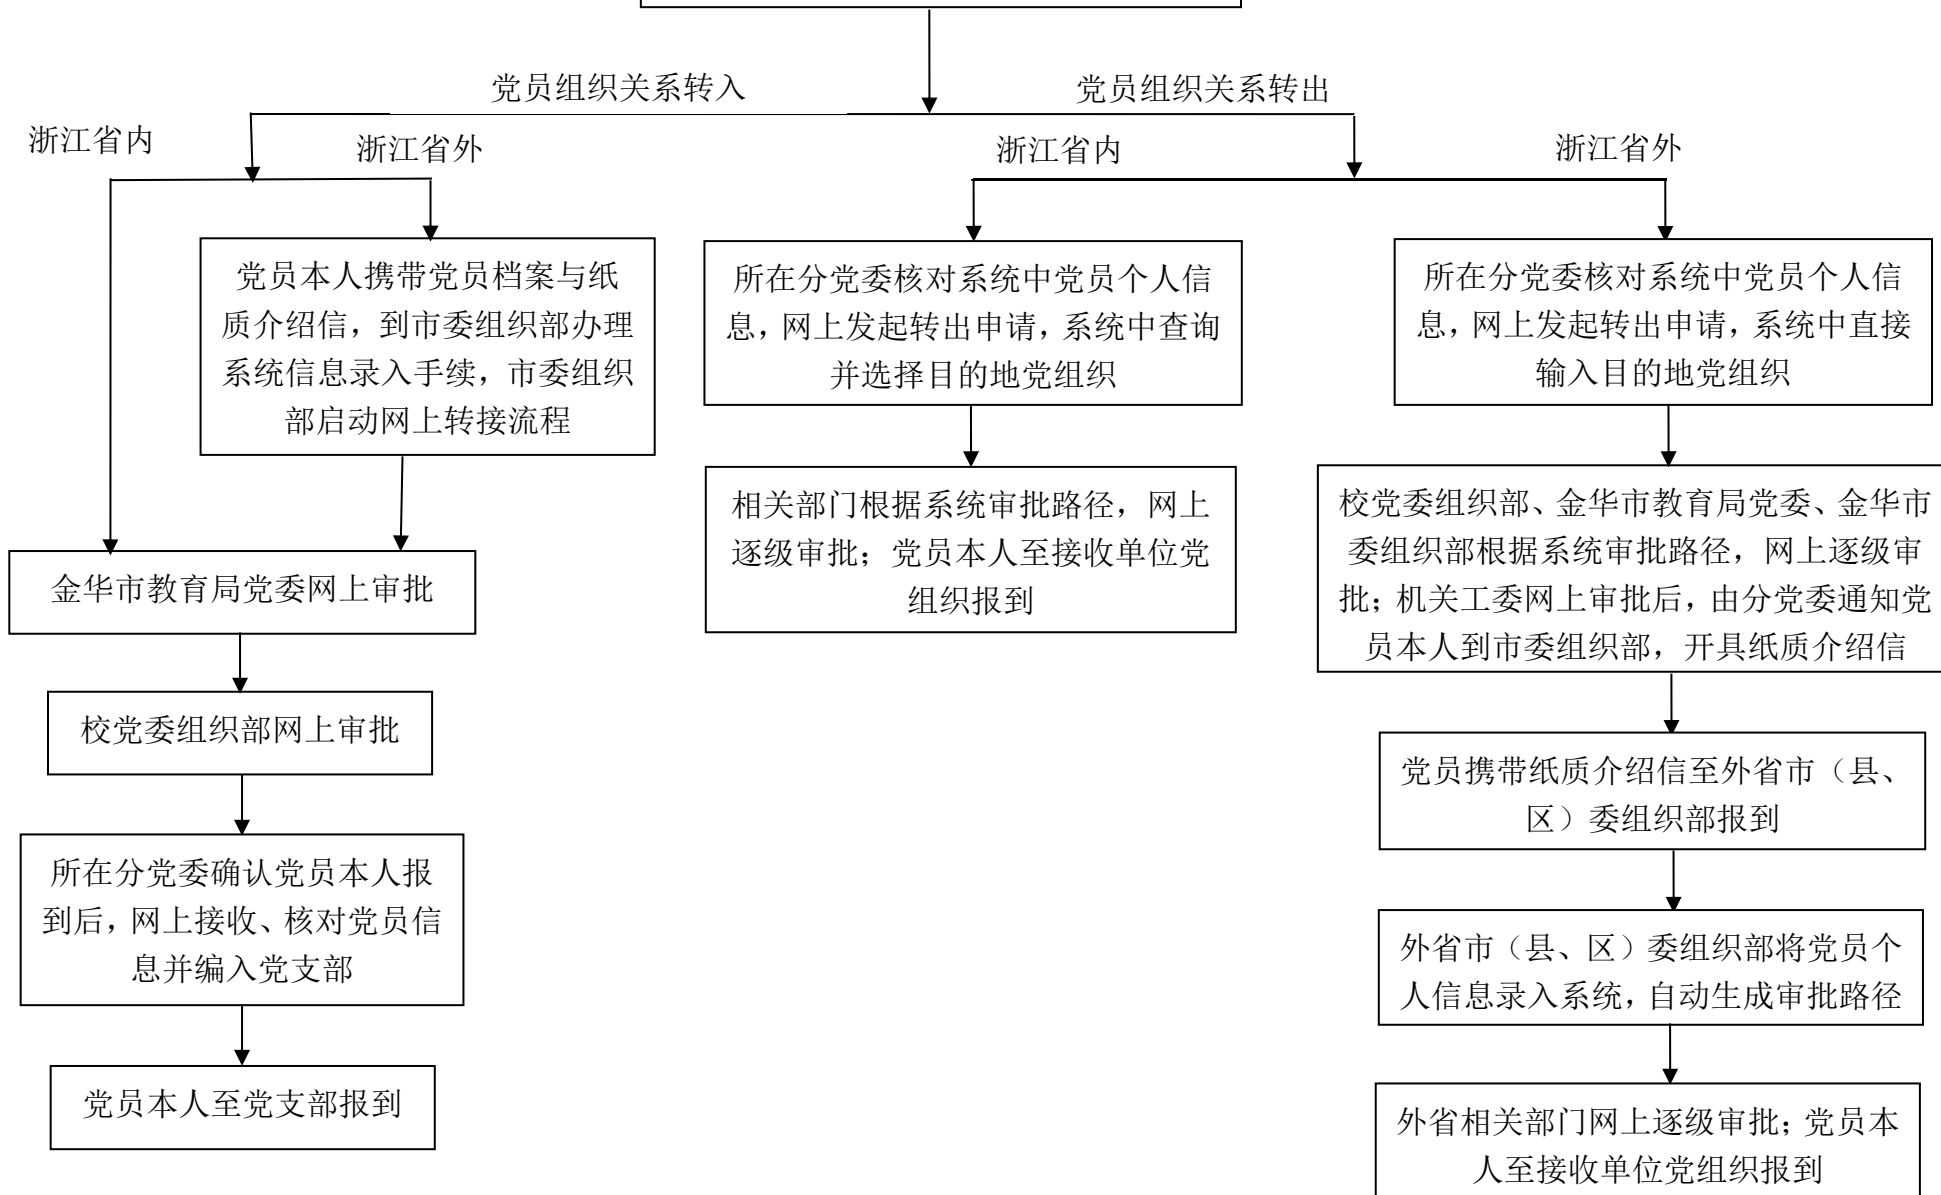 党员组织关系转入
党员组织关系转出
浙江省内
浙江省外
浙江省内
浙江省外
党员本人携带党员档案与纸
质介绍信，到市委组织部办理
系统信息录入手续，市委组织
部启动网上转接流程
金华市教育局党委网上审批
校党委组织部网上审批
所在分党委确认党员本人报
到后，网上接收、核对党员信
息并编入党支部
党员本人至党支部报到
所在分党委核对系统中党员个人信
息，网上发起转出申请，系统中查询
并选择目的地党组织
相关部门根据系统审批路径，网上
逐级审批；党员本人至接收单位党
组织报到
所在分党委核对系统中党员个人信
息，网上发起转出申请，系统中直接
输入目的地党组织
校党委组织部、金华市教育局党委、金华市
委组织部根据系统审批路径，网上逐级审
批；机关工委网上审批后，由分党委通知党
员本人到市委组织部，开具纸质介绍信
党员携带纸质介绍信至外省市（县、
区）委组织部报到
外省市（县、区）委组织部将党员个
人信息录入系统，自动生成审批路径
外省相关部门网上逐级审批；党员本
人至接收单位党组织报到